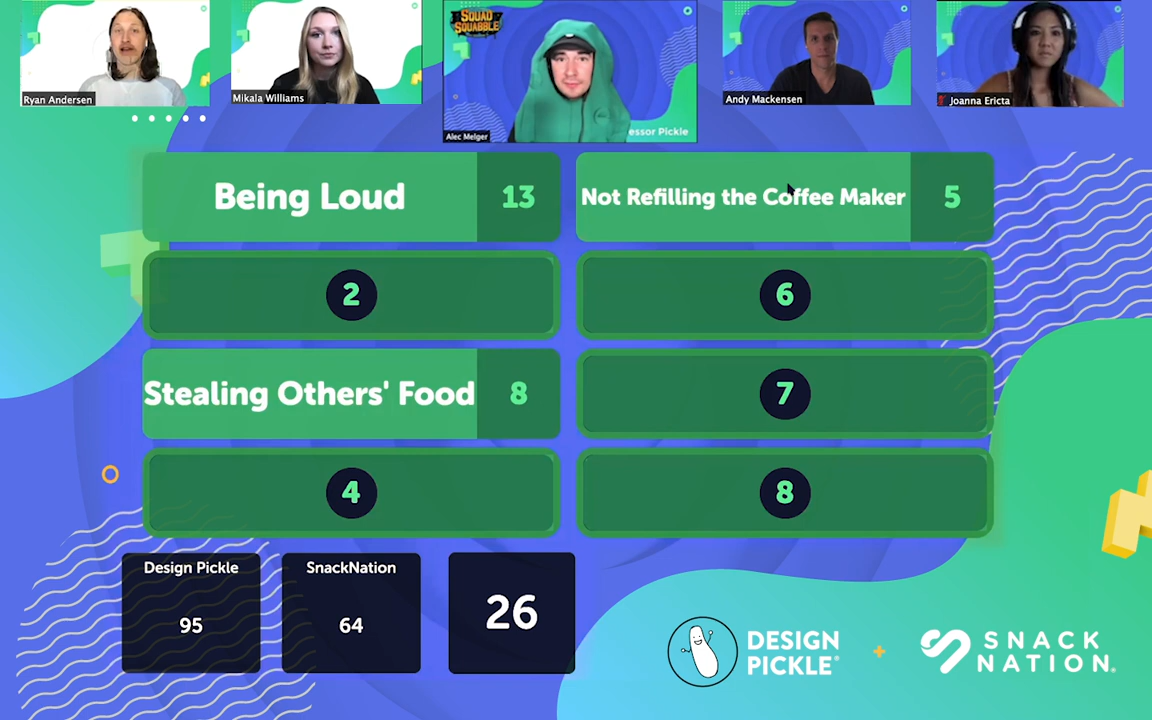 SQUAD
SQUABBLE
Ryan Andersen
Mikala Williams
Alec Melger
essor Pickle
Andy Mackensen
Joanna Ericta
Being Loud 13
Not Refilling the Coffee Maker 5
2
6
Stealing Others' Food 8
7
4
8
Design Pickle
95
SnackNation
64
26
DESIGN
PICKLE®
+
SNACK
NATION®